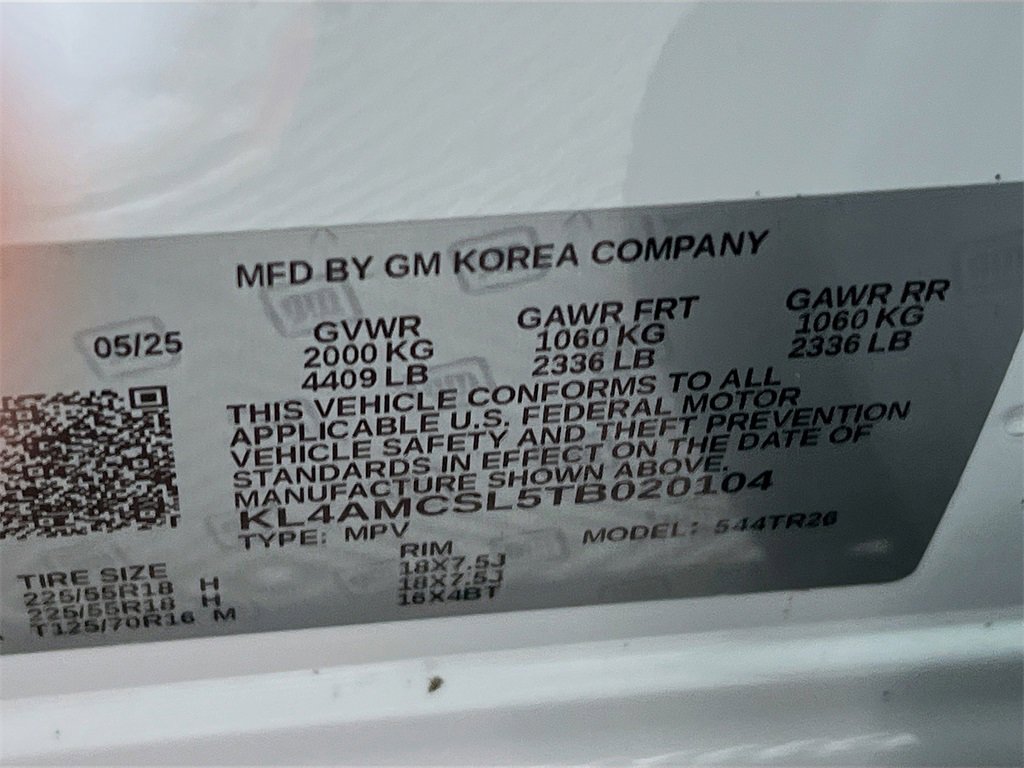 MFD BY GM KOREA COMPANY
05/25
GVWR GAWR FRT GAWR RR
2000 KG 1060 KG 1060 KG
4409 LB 2336 LB 2336 LB
THIS VEHICLE CONFORMS TO ALL
APPLICABLE U.S. FEDERAL MOTOR
VEHICLE SAFETY AND THEFT PREVENTION
STANDARDS IN EFFECT ON THE DATE OF
MANUFACTURE SHOWN ABOVE.
KL4AMCSL5TB020104
TYPE: MPV MODEL: 544TR26
TIRE SIZE RIM
225/55R18 H 18X7.5J
225/55R18 H 18X7.5J
T125/70R16 M 16X4BT